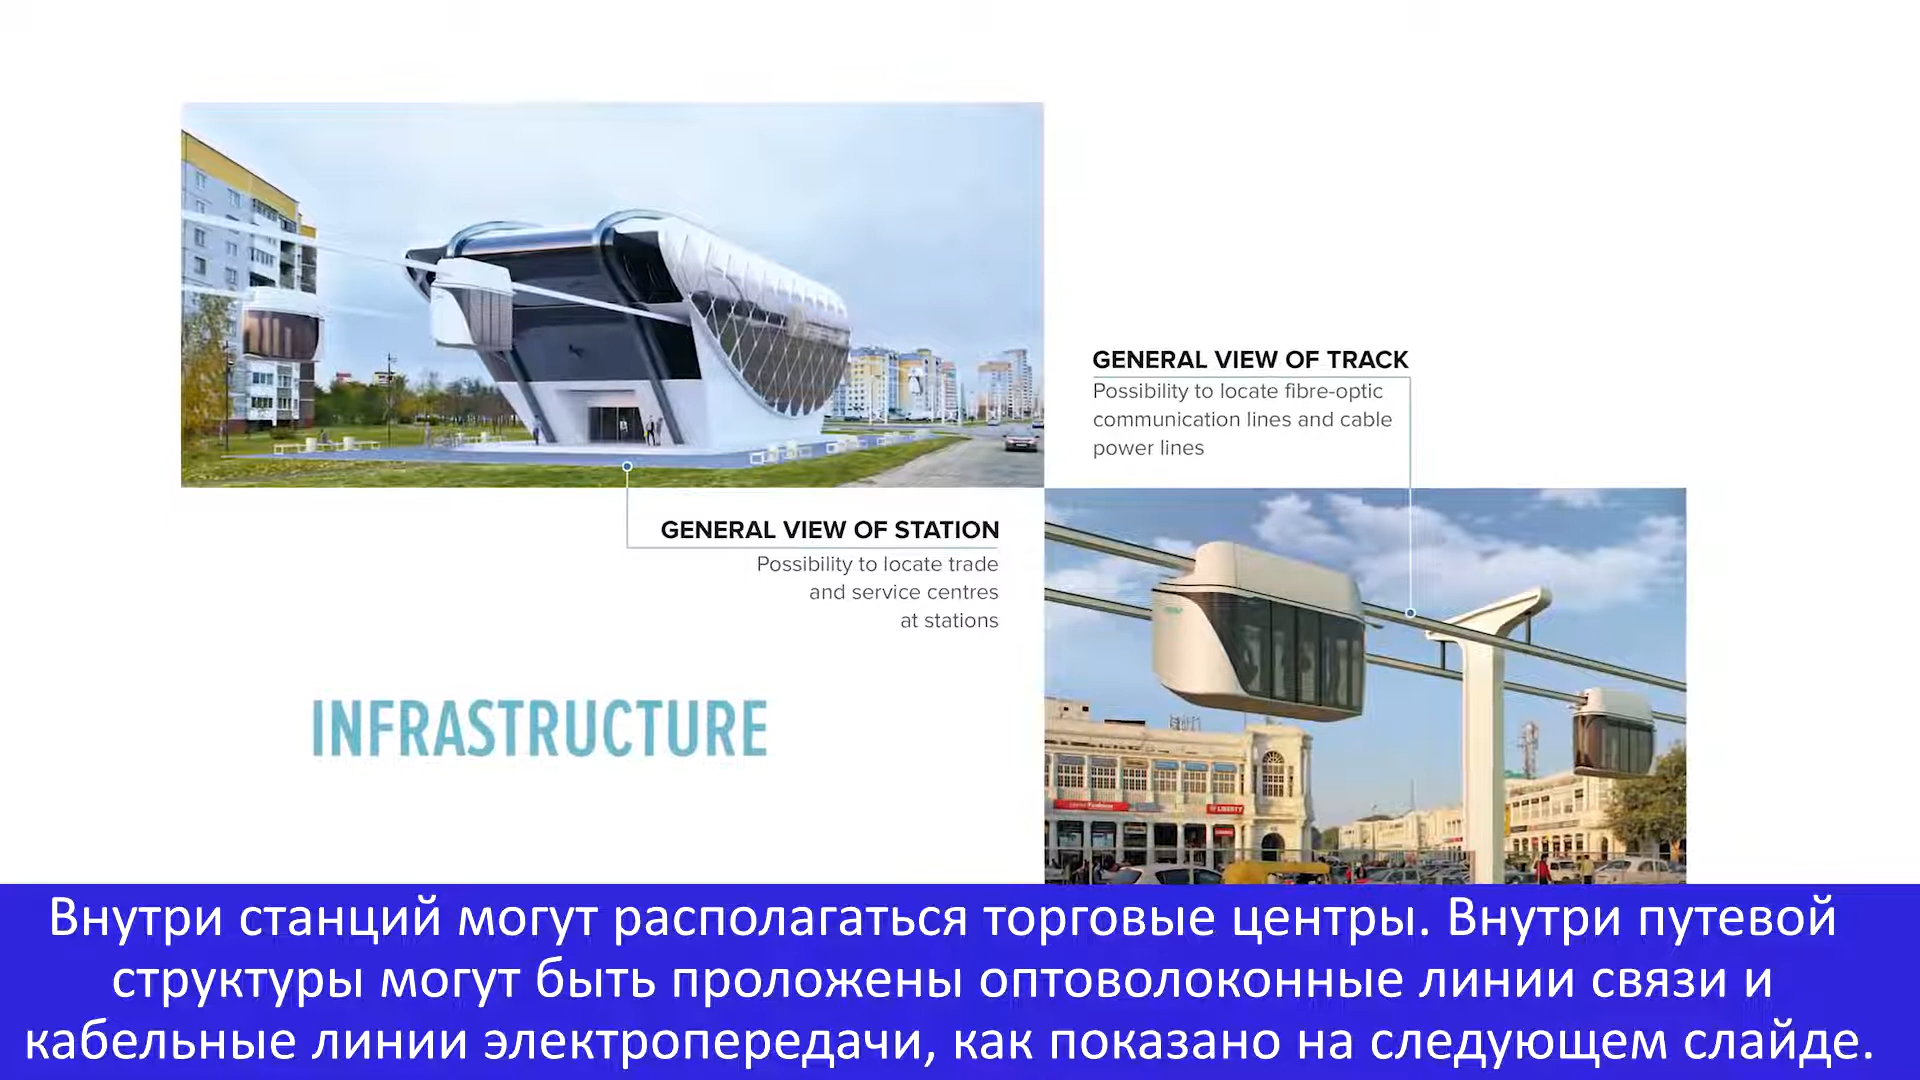 GENERAL VIEW OF TRACK
Possibility to locate fibre-optic
communication lines and cable
power lines
GENERAL VIEW OF STATION
Possibility to locate trade
and service centres
at stations
INFRASTRUCTURE
LIBERTY
Внутри станций могут располагаться торговые центры. Внутри путевой
структуры могут быть проложены оптоволоконные линии связи и
кабельные линии электропередачи, как показано на следующем слайде.